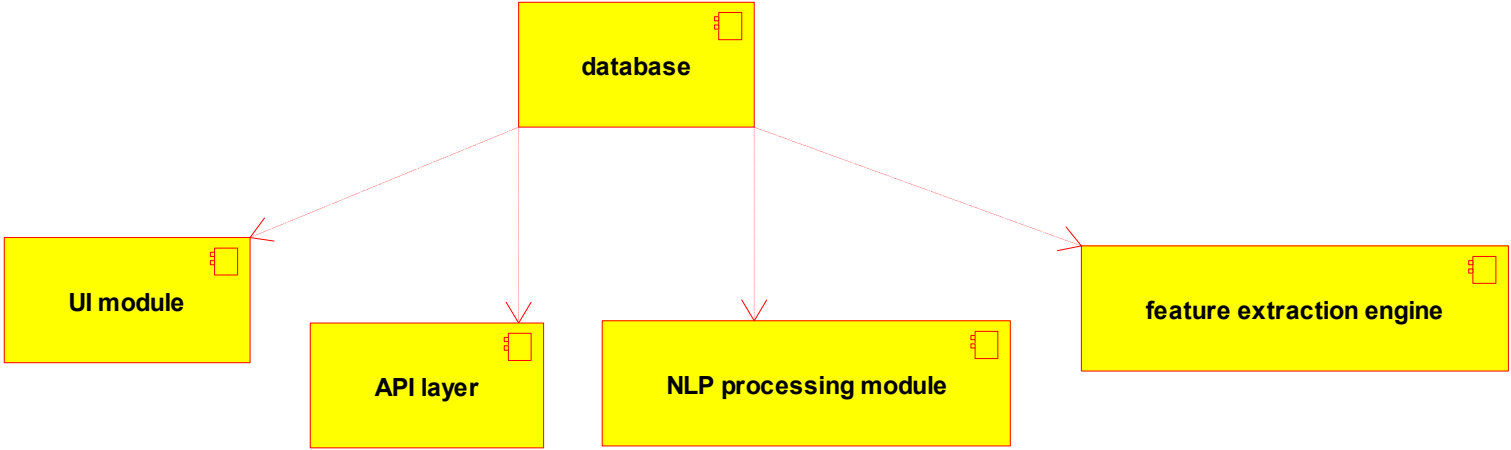 database
UI module
API layer
NLP processing module
feature extraction engine